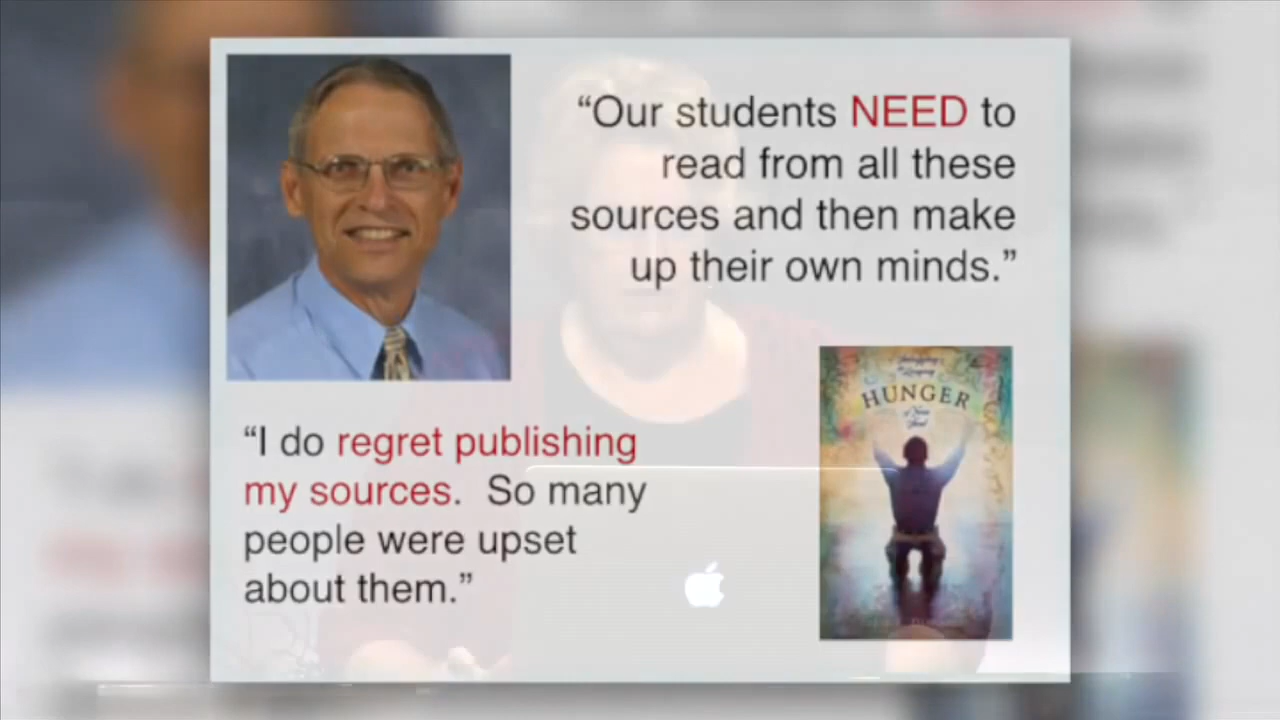 “Our students NEED to
read from all these
sources and then make
up their own minds.”
HUNGER
“I do regret publishing
my sources. So many
people were upset
about them.”